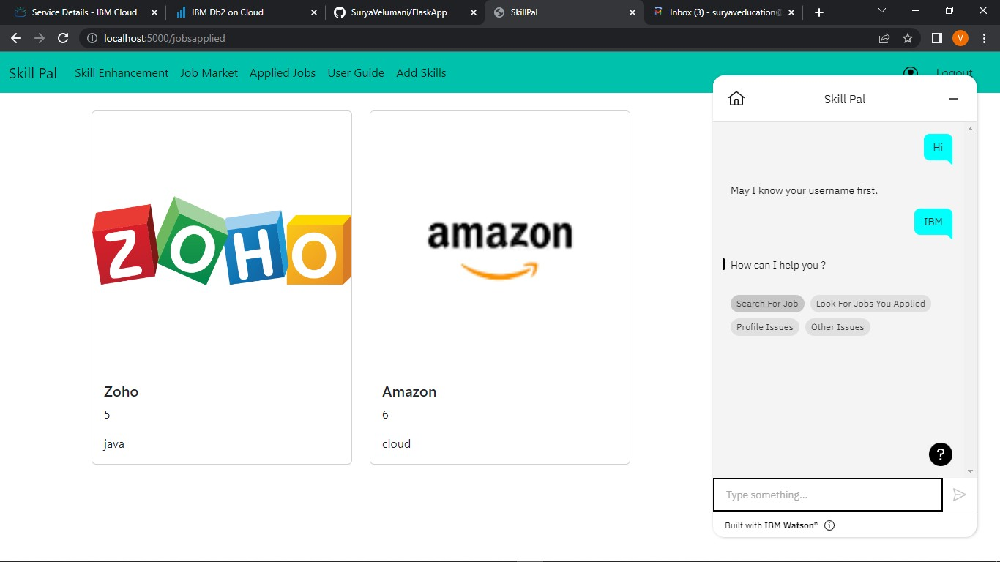 Service Details - IBM Cloud
IBM Db2 on Cloud
SuryaVelumani/FlaskApp
SkillPal
Inbox (3) - suryaveducation@
localhost:5000/jobsapplied
V
Skill Pal
Skill Enhancement
Job Market
Applied Jobs
User Guide
Add Skills
Logout
ZOHO
Zoho
5
java
amazon
Amazon
6
cloud
Skill Pal
Hi
May I know your username first.
IBM
How can I help you ?
Search For Job
Look For Jobs You Applied
Profile Issues
Other Issues
?
Type something...
Built with IBM Watson®